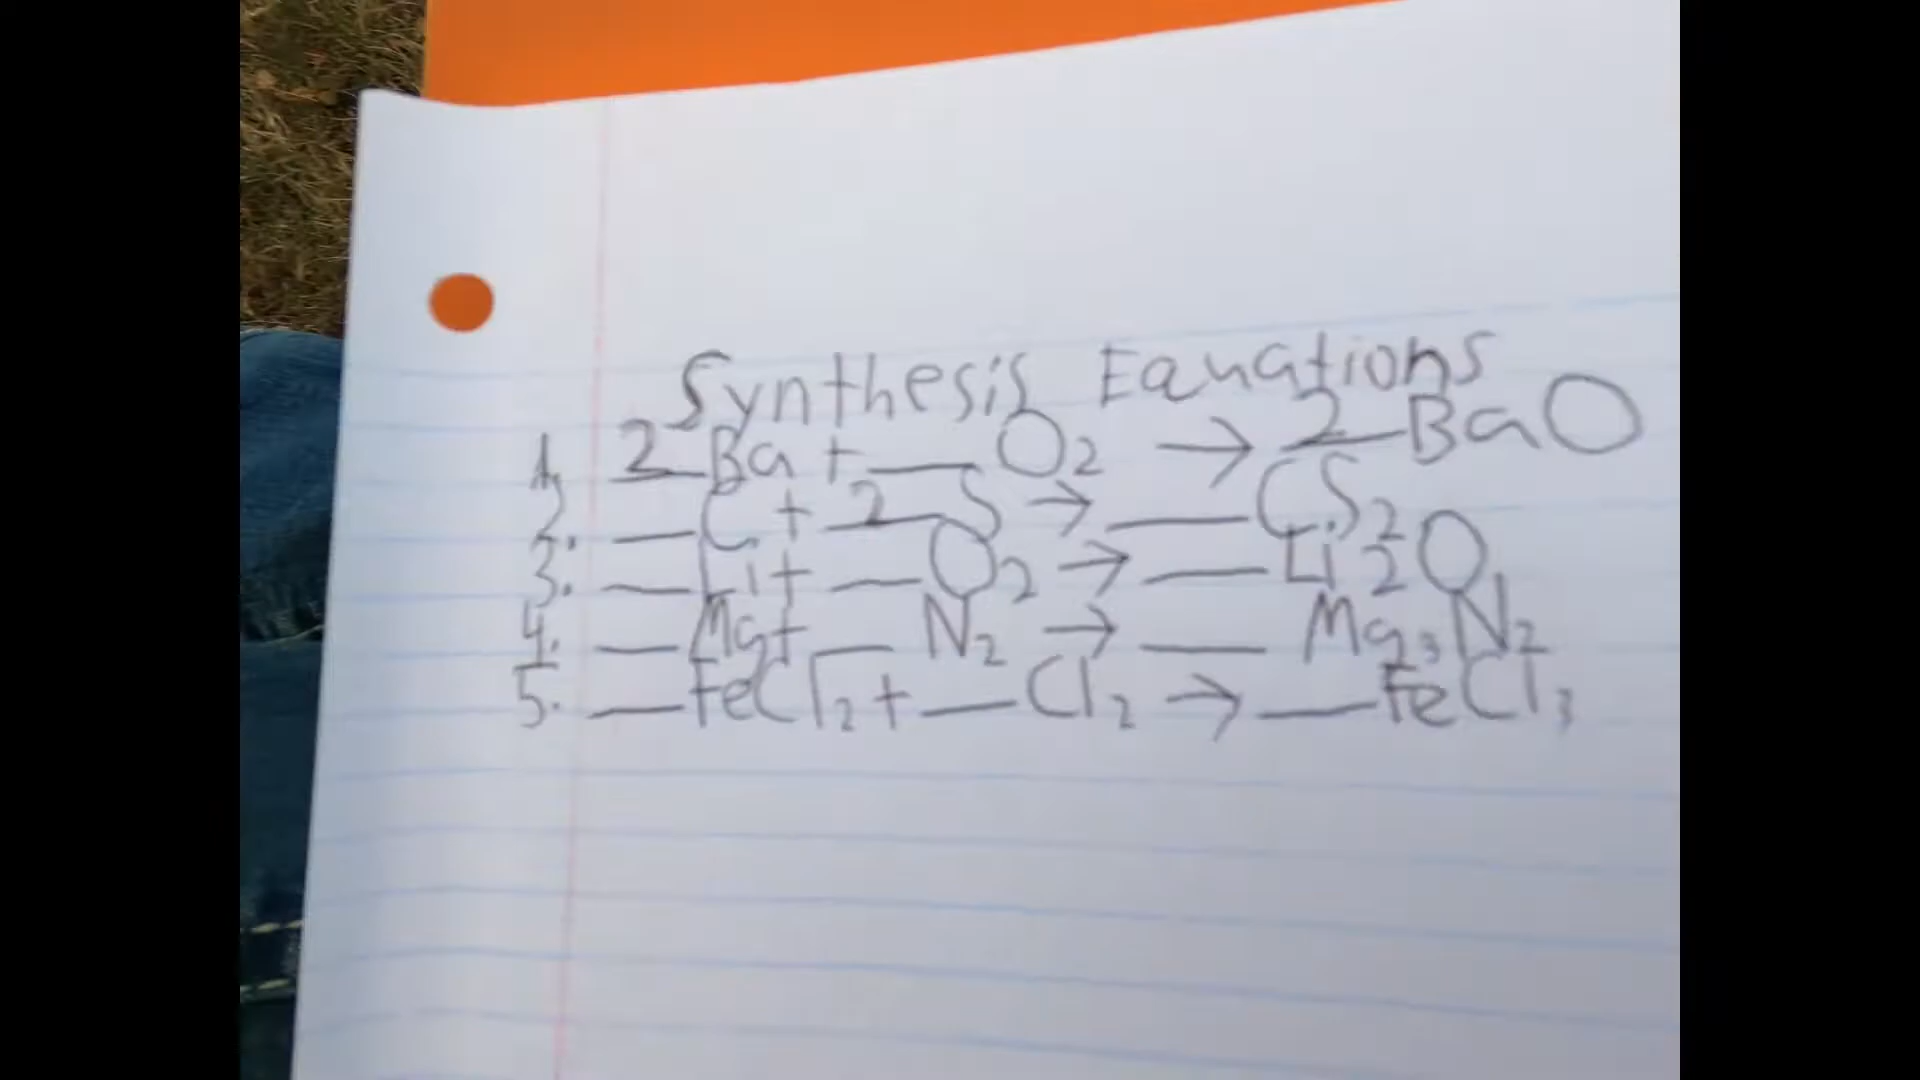 Synthesis Equations
1. 2 Ba + __ O2 → 2 BaO
2. __ C + 2 S → __ CS2
3. __ Li + __ O2 → __ Li2O
4. __ Mg + __ N2 → __ Mg3N2
5. __ FeCl2 + __ Cl2 → __ FeCl3